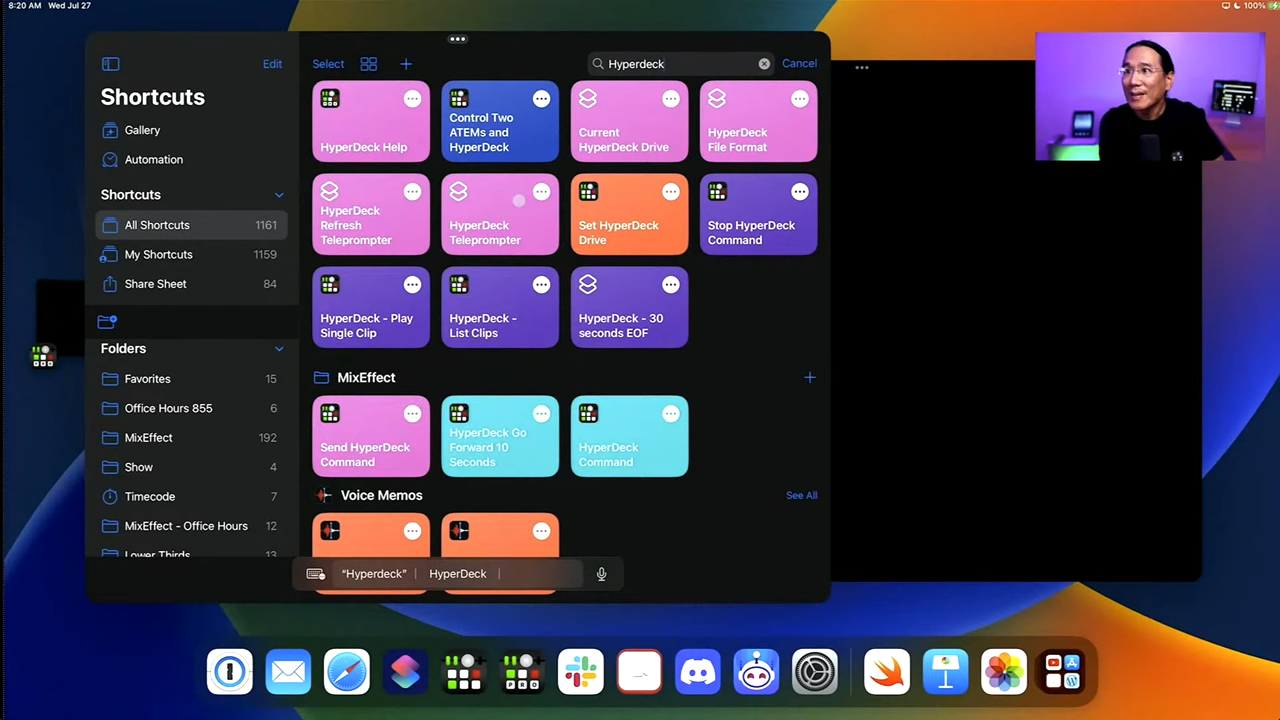 8:20 AM Wed Jul 27
100%
Edit
Shortcuts
Gallery
Automation
Shortcuts
All Shortcuts 1161
My Shortcuts 1159
Share Sheet 84
Folders
Favorites 15
Office Hours 855 6
MixEffect 192
Show 4
Timecode 7
MixEffect - Office Hours 12
Lower Thirds 13
Select
Hyperdeck
Cancel
HyperDeck Help
Control Two
ATEMs and
HyperDeck
Current
HyperDeck Drive
HyperDeck
File Format
HyperDeck
Refresh
Teleprompter
HyperDeck
Teleprompter
Set HyperDeck
Drive
Stop HyperDeck
Command
HyperDeck - Play
Single Clip
HyperDeck -
List Clips
HyperDeck - 30
seconds EOF
MixEffect
Send HyperDeck
Command
HyperDeck Go
Forward 10
Seconds
HyperDeck
Command
Voice Memos
See All
“Hyperdeck”
HyperDeck
PRO